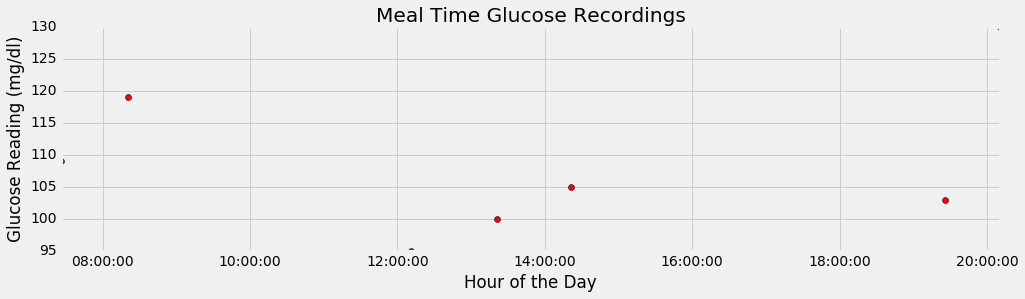 Meal Time Glucose Recordings
Glucose Reading (mg/dl)
130
125
120
115
110
105
100
95
08:00:00 10:00:00 12:00:00 14:00:00 16:00:00 18:00:00 20:00:00
Hour of the Day